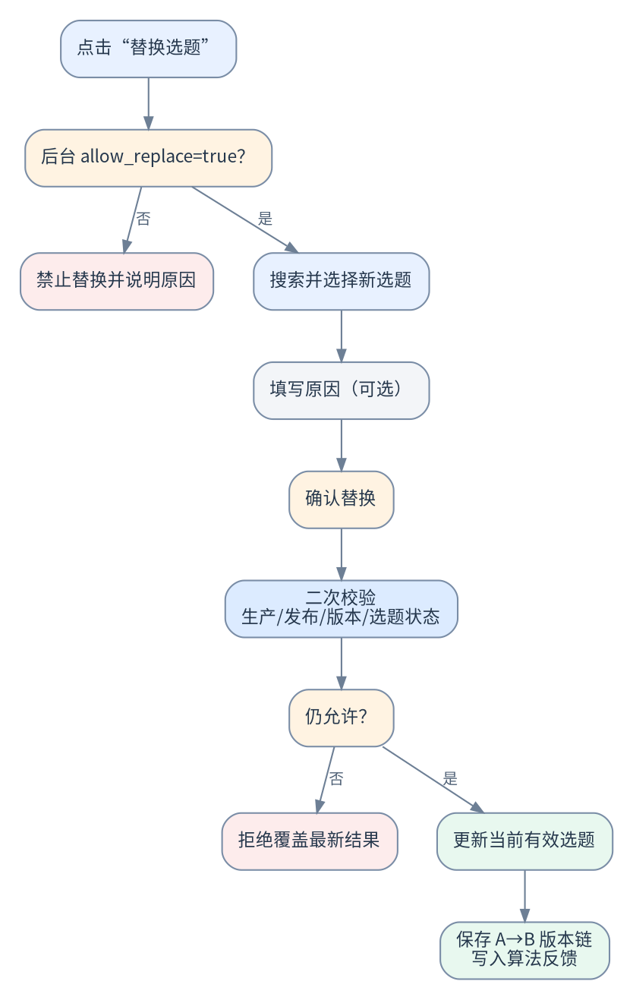 点击“替换选题”
后台 allow_replace=true?
否
是
禁止替换并说明原因
搜索并选择新选题
填写原因（可选）
确认替换
二次校验
生产/发布/版本/选题状态
仍允许?
否
是
拒绝覆盖最新结果
更新当前有效选题
保存 A→B 版本链
写入算法反馈